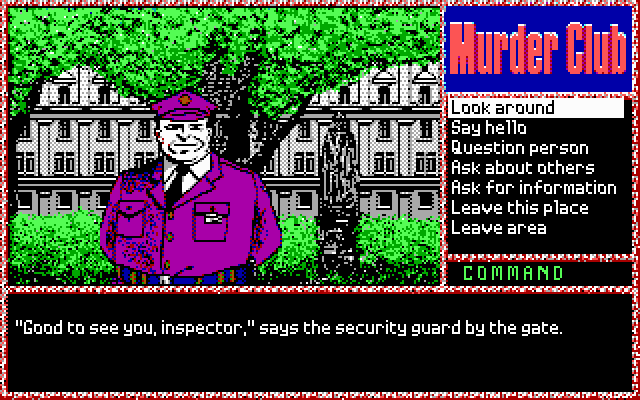 Murder Club
Look around
Say hello
Question person
Ask about others
Ask for information
Leave this place
Leave area
COMMAND
"Good to see you, inspector," says the security guard by the gate.